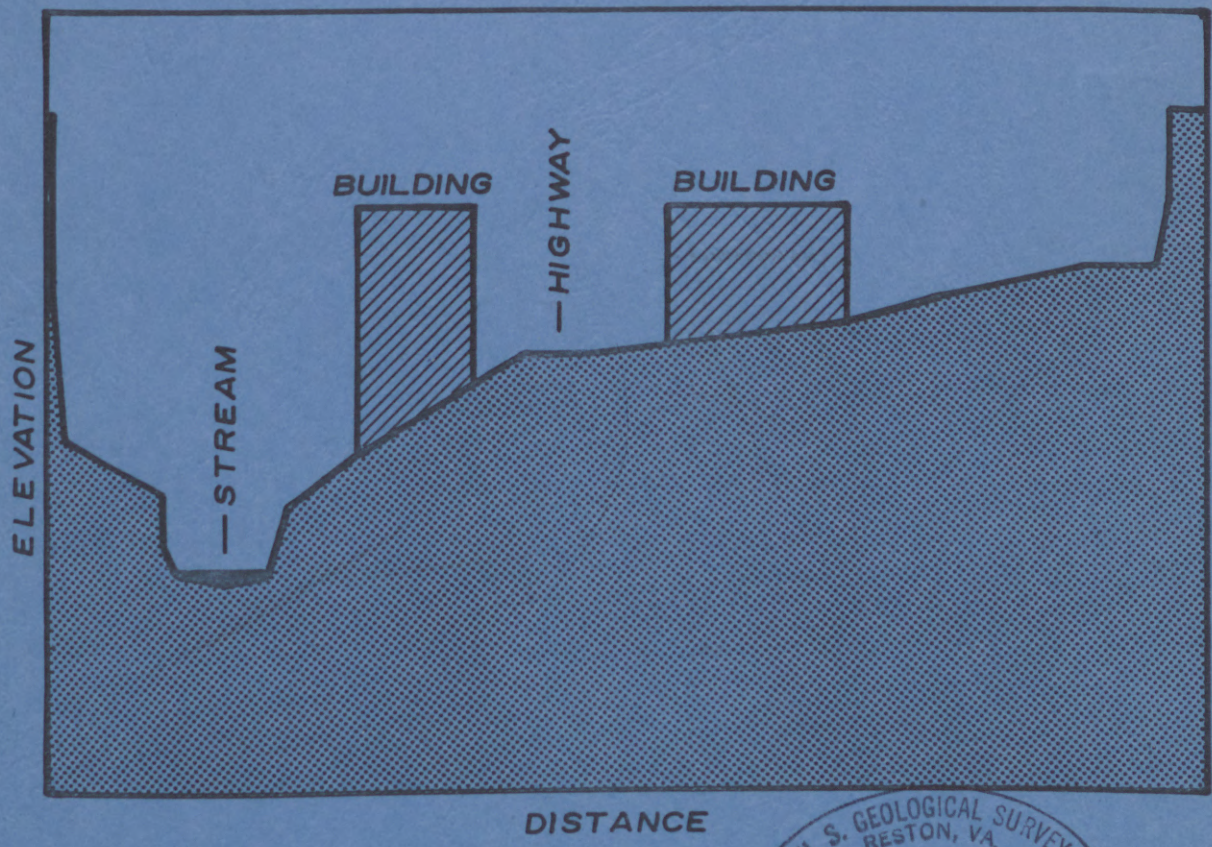 BUILDING
BUILDING
HIGHWAY
STREAM
ELEVATION
DISTANCE
S. GEOLOGICAL SURVEY
RESTON, VA.